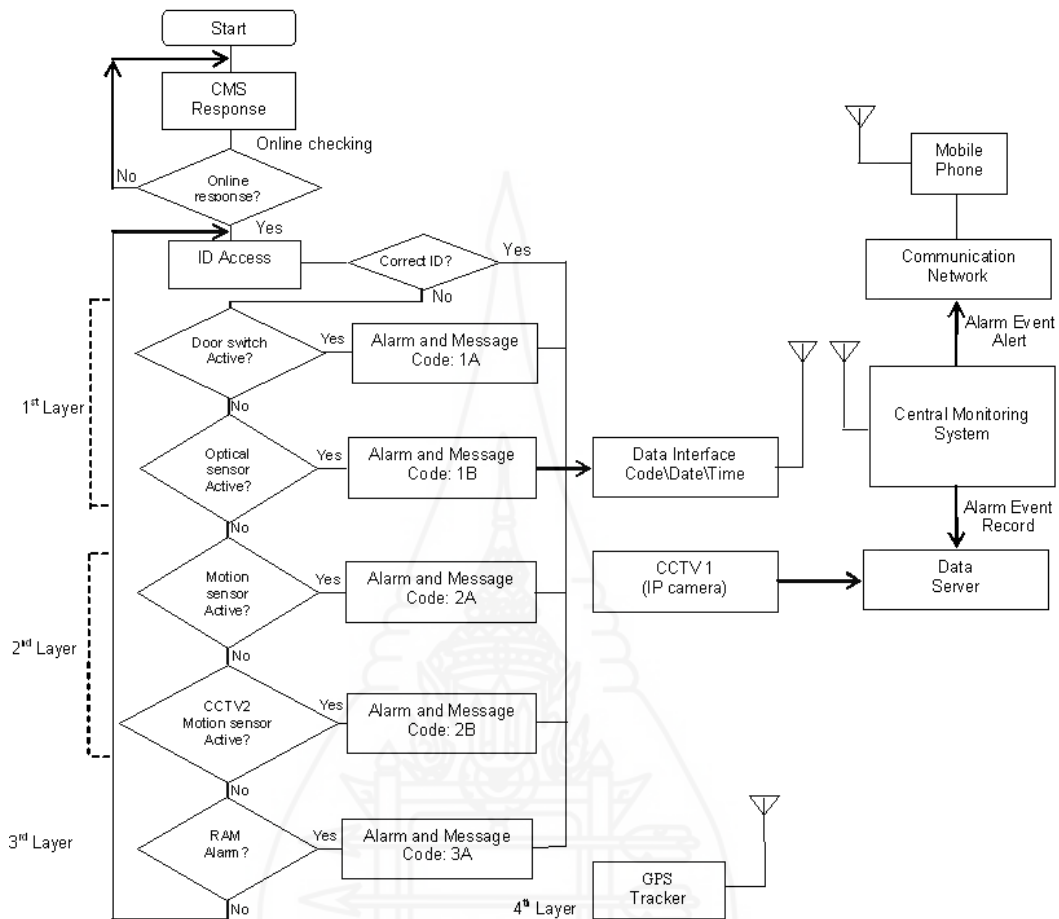 Start
CMS
Response
Online checking
No
Online
response?
Yes
ID Access
Correct ID?
Yes
No
1st Layer
Door switch
Active?
Yes
Alarm and Message
Code: 1A
No
Optical
sensor
Active?
Yes
Alarm and Message
Code: 1B
No
2rd Layer
Motion
sensor
Active?
Yes
Alarm and Message
Code: 2A
No
CCTV2
Motion sensor
Active?
Yes
Alarm and Message
Code: 2B
No
3rd Layer
RAM
Alarm?
Yes
Alarm and Message
Code: 3A
No
Data Interface
Code\Date\Time
CCTV 1
(IP camera)
4th Layer
GPS
Tracker
Mobile
Phone
Communication
Network
Alarm Event
Alert
Central Monitoring
System
Alarm Event
Record
Data
Server